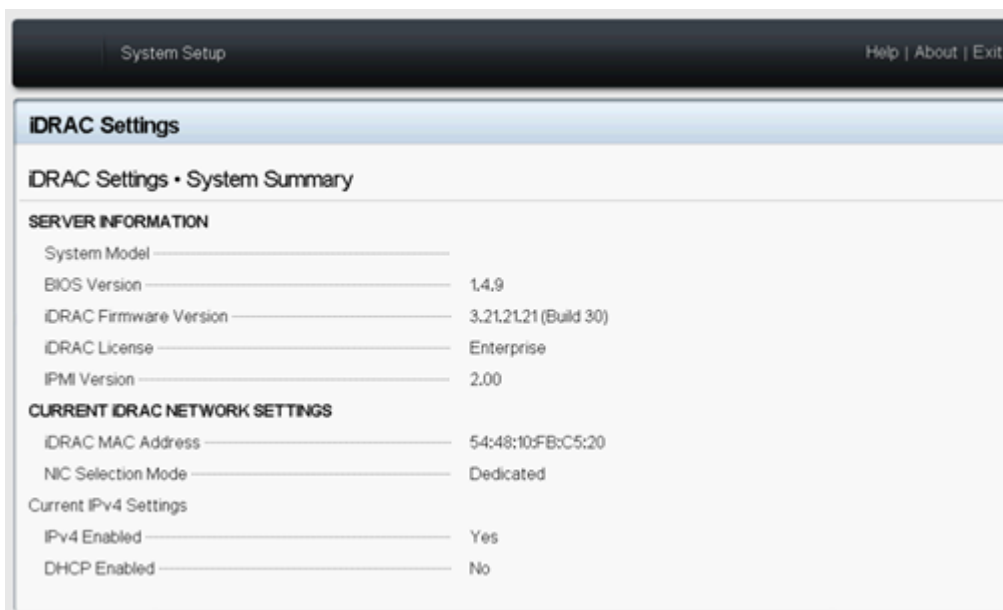 System Setup
Help | About | Exit
iDRAC Settings
iDRAC Settings • System Summary
SERVER INFORMATION
System Model
BIOS Version 1.4.9
iDRAC Firmware Version 3.21.21.21 (Build 30)
iDRAC License Enterprise
IPMI Version 2.00
CURRENT iDRAC NETWORK SETTINGS
iDRAC MAC Address 54:48:10:FB:C5:20
NIC Selection Mode Dedicated
Current IPv4 Settings
IPv4 Enabled Yes
DHCP Enabled No